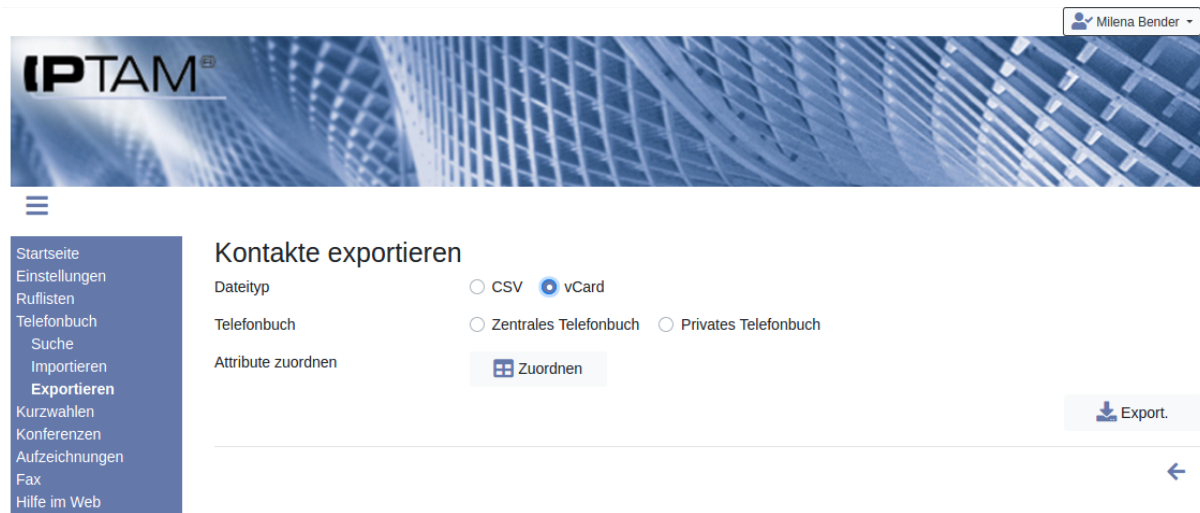 Milena Bender
IPTAM®
Startseite
Einstellungen
Ruflisten
Telefonbuch
Suche
Importieren
Exportieren
Kurzwahlen
Konferenzen
Aufzeichnungen
Fax
Hilfe im Web
Kontakte exportieren
Dateityp CSV vCard
Telefonbuch Zentrales Telefonbuch Privates Telefonbuch
Attribute zuordnen Zuordnen
Export.